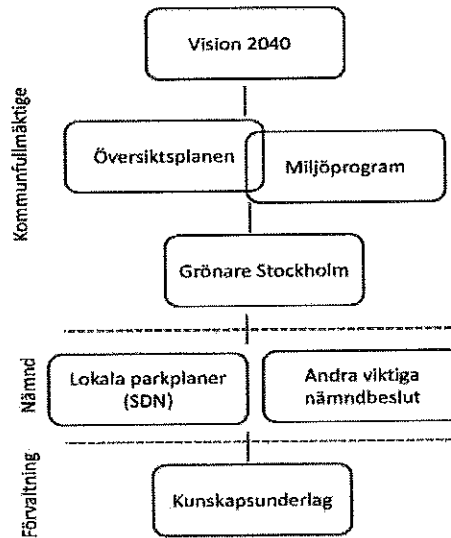 Vision 2040
Kommunfullmäktige
Översiktsplanen
Miljöprogram
Grönare Stockholm
Nämnd
Lokala parkplaner
(SDN)
Andra viktiga
nämndbeslut
Förvaltning
Kunskapsunderlag